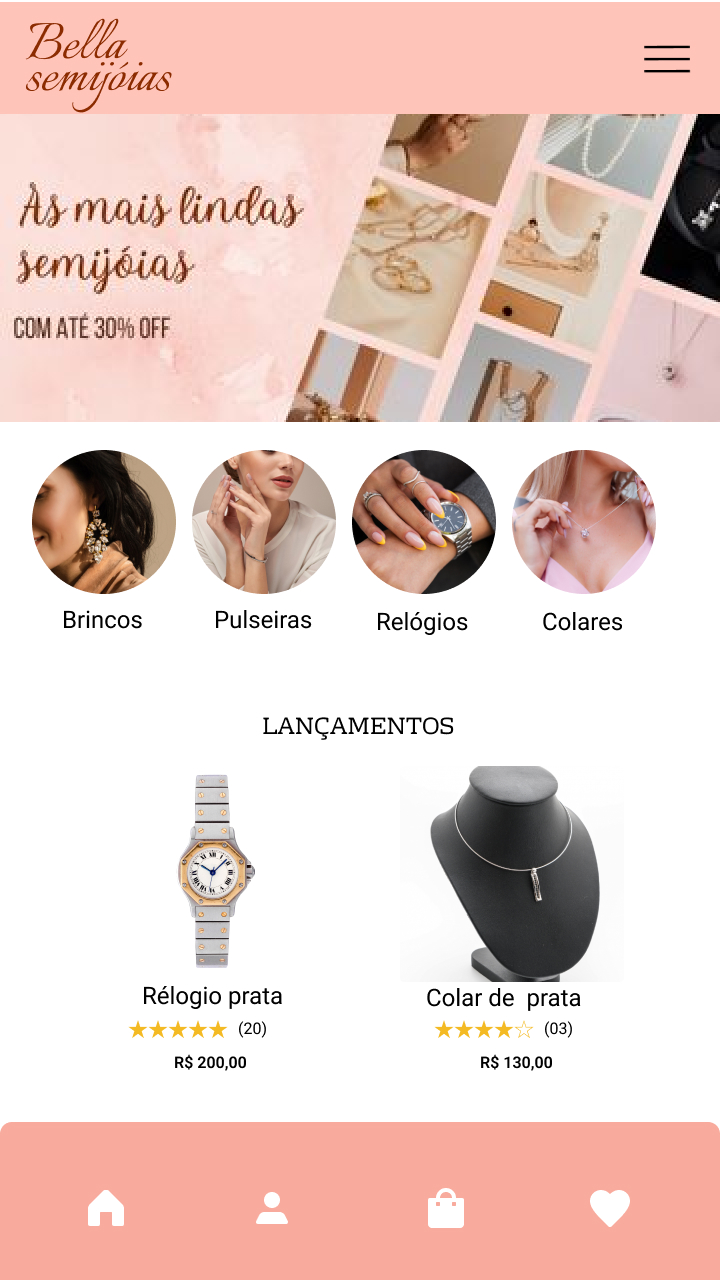 Bella
semijóias
As mais lindas
semijóias
COM ATÉ 30% OFF
Brincos
Pulseiras
Relógios
Colares
LANÇAMENTOS
Rélogio prata
Colar de  prata
(20)
(03)
R$ 200,00
R$ 130,00